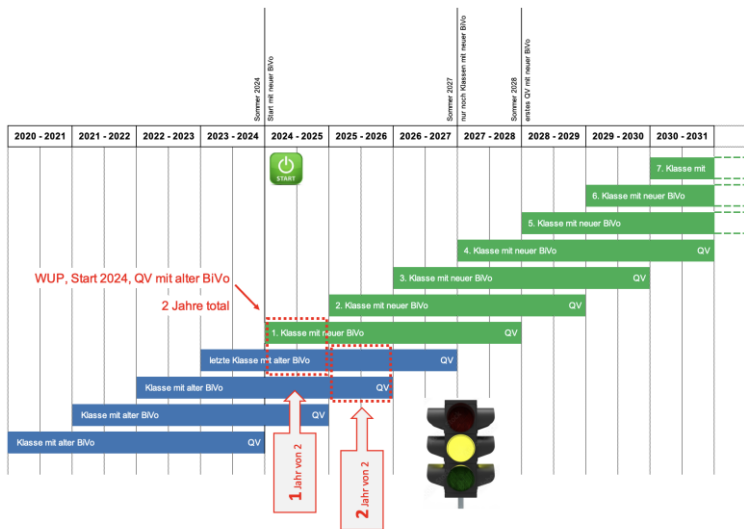 Sommer 2024
Start mit neuer BiVo
Sommer 2027
nur noch Klassen mit neuer BiVo
Sommer 2028
erstes QV mit neuer BiVo
2020 - 2021
2021 - 2022
2022 - 2023
2023 - 2024
2024 - 2025
2025 - 2026
2026 - 2027
2027 - 2028
2028 - 2029
2029 - 2030
2030 - 2031
START
7. Klasse mit
6. Klasse mit neuer BiVo
5. Klasse mit neuer BiVo
4. Klasse mit neuer BiVo QV
WUP, Start 2024, QV mit alter BiVo
2 Jahre total
3. Klasse mit neuer BiVo QV
2. Klasse mit neuer BiVo QV
1. Klasse mit neuer BiVo QV
letzte Klasse mit alter BiVo QV
Klasse mit alter BiVo QV
Klasse mit alter BiVo QV
Klasse mit alter BiVo QV
1 Jahr von 2
2 Jahr von 2